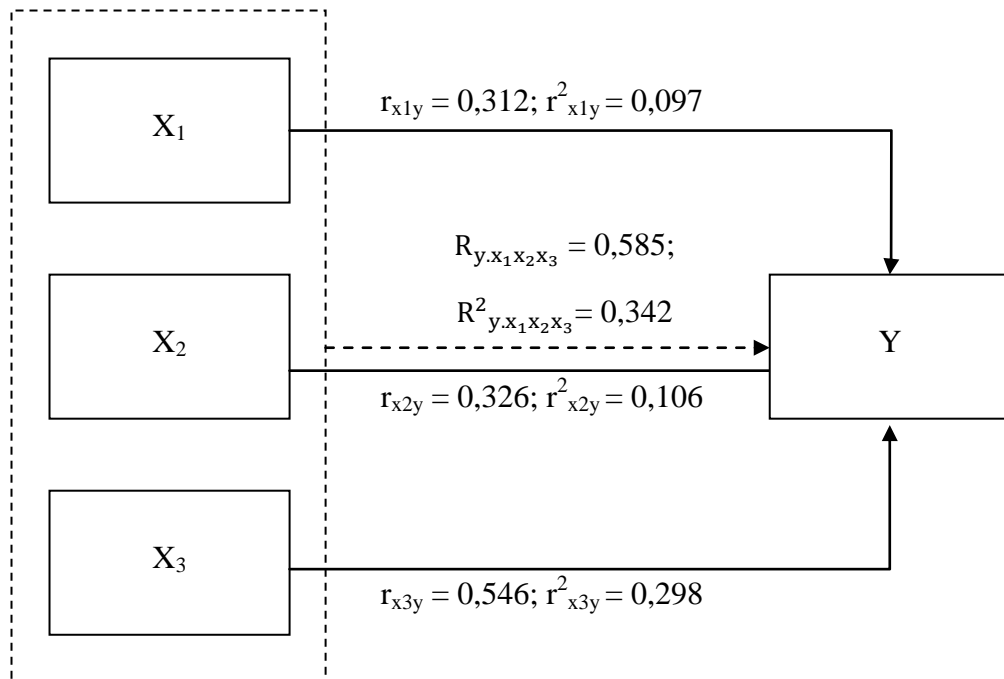 X₁
r_x1y = 0,312; r²_x1y = 0,097
R_y.x₁x₂x₃ = 0,585;
R²_y.x₁x₂x₃ = 0,342
X₂
Y
r_x2y = 0,326; r²_x2y = 0,106
X₃
r_x3y = 0,546; r²_x3y = 0,298